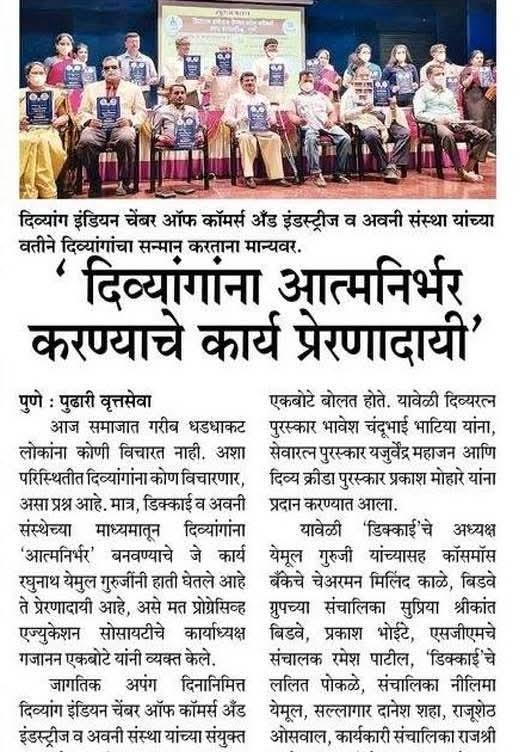 दिव्यांग इंडियन चेंबर ऑफ कॉमर्स अँड इंडस्ट्रीज व अवनी संस्था यांच्या
वतीने दिव्यांगांचा सन्मान करताना मान्यवर.
‘ दिव्यांगांना आत्मनिर्भर
करण्याचे कार्य प्रेरणादायी’
पुणे : पुढारी वृत्तसेवा
आज समाजात गरीब धडधाकट
लोकांना कोणी विचारत नाही. अशा
परिस्थितीत दिव्यांगांना कोण विचारणार,
असा प्रश्न आहे. मात्र, डिक्काई व अवनी
संस्थेच्या माध्यमातून दिव्यांगांना
‘आत्मनिर्भर’ बनवण्याचे जे कार्य
रघुनाथ येमुल गुरुजींनी हाती घेतले आहे
ते प्रेरणादायी आहे, असे मत प्रोग्रेसिव्ह
एज्युकेशन सोसायटीचे कार्याध्यक्ष
गजानन एकबोटे यांनी व्यक्त केले.
जागतिक अपंग दिनानिमित्त
दिव्यांग इंडियन चेंबर ऑफ कॉमर्स अँड
इंडस्ट्रीज व अवनी संस्था यांच्या संयुक्त
एकबोटे बोलत होते. यावेळी दिव्यरत्न
पुरस्कार भावेश चंदूभाई भाटिया यांना,
सेवारत्न पुरस्कार यजुर्वेंद्र महाजन आणि
दिव्य क्रीडा पुरस्कार प्रकाश मोहारे यांना
प्रदान करण्यात आला.
यावेळी ‘डिक्काई’चे अध्यक्ष
येमूल गुरुजी यांच्यासह कॉसमॉस
बँकेचे चेअरमन मिलिंद काळे, बिडवे
ग्रुपच्या संचालिका सुप्रिया श्रीकांत
बिडवे, प्रकाश भोईटे, एसजीएमचे
संचालक रमेश पाटील, ‘डिक्काई’चे
ललित पोकळे, संचालिका नीलिमा
येमूल, सल्लागार दानेश शहा, राजूशेठ
ओसवाल, कार्यकारी संचालिका राजश्री